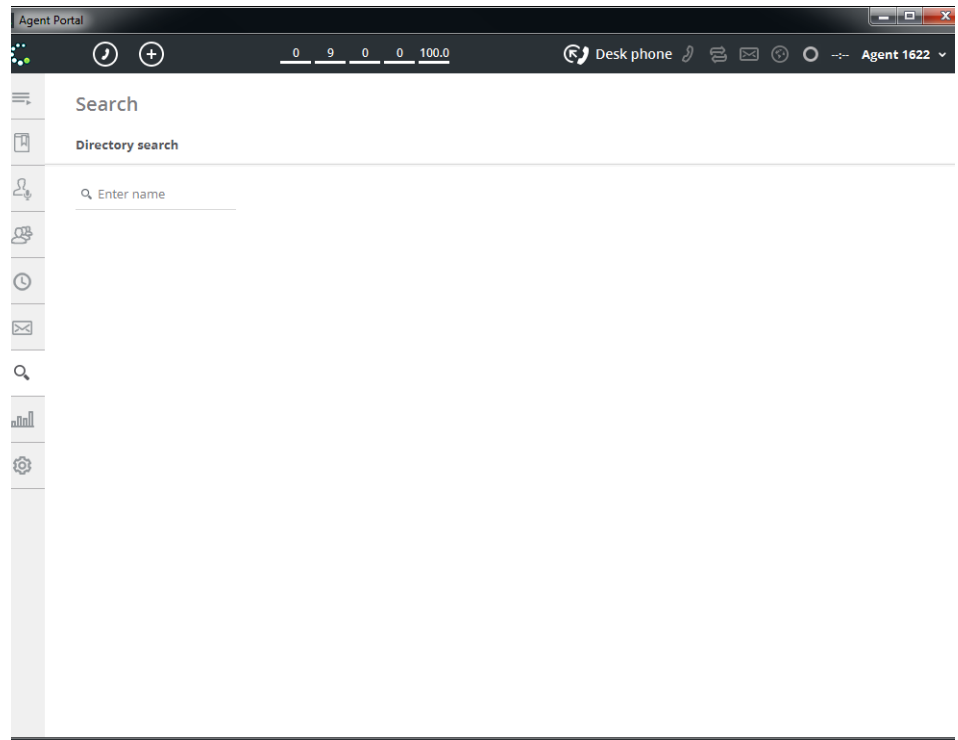 Agent Portal
0 9 0 0 100.0 Desk phone --:-- Agent 1622
Search
Directory search
Enter name